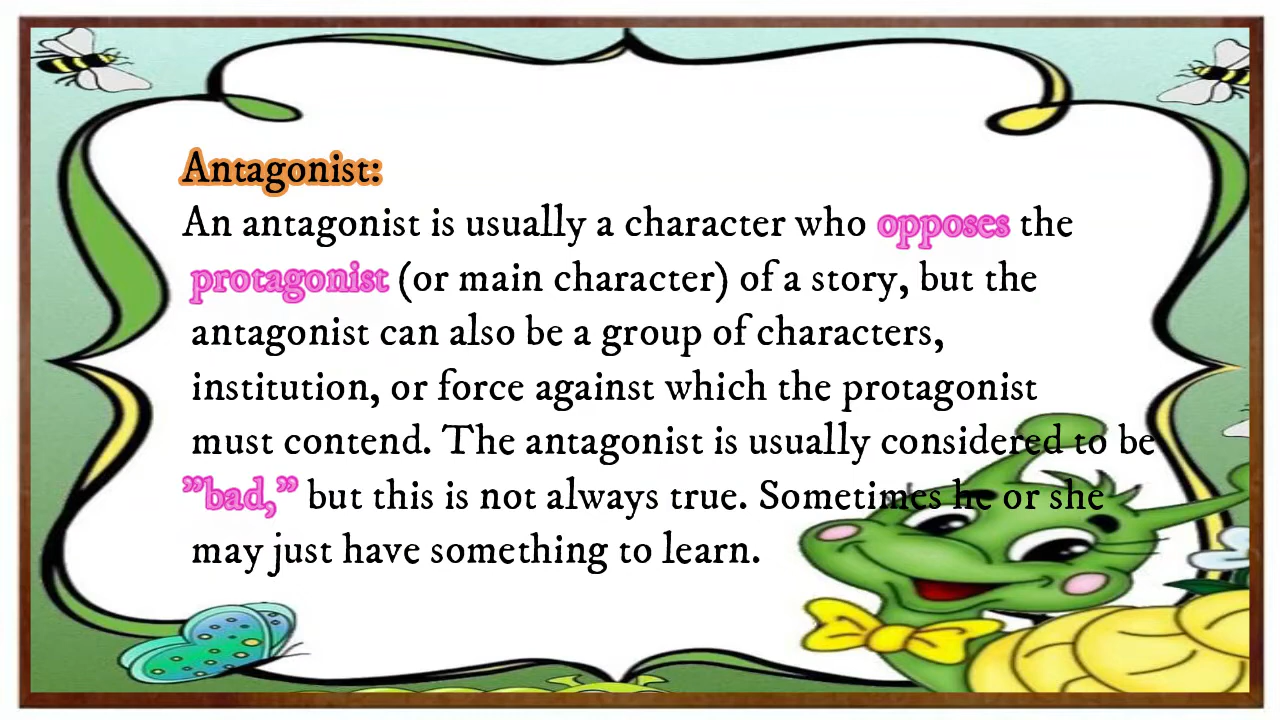 Antagonist:
An antagonist is usually a character who opposes the
protagonist (or main character) of a story, but the
antagonist can also be a group of characters,
institution, or force against which the protagonist
must contend. The antagonist is usually considered to be
”bad,” but this is not always true. Sometimes he or she
may just have something to learn.